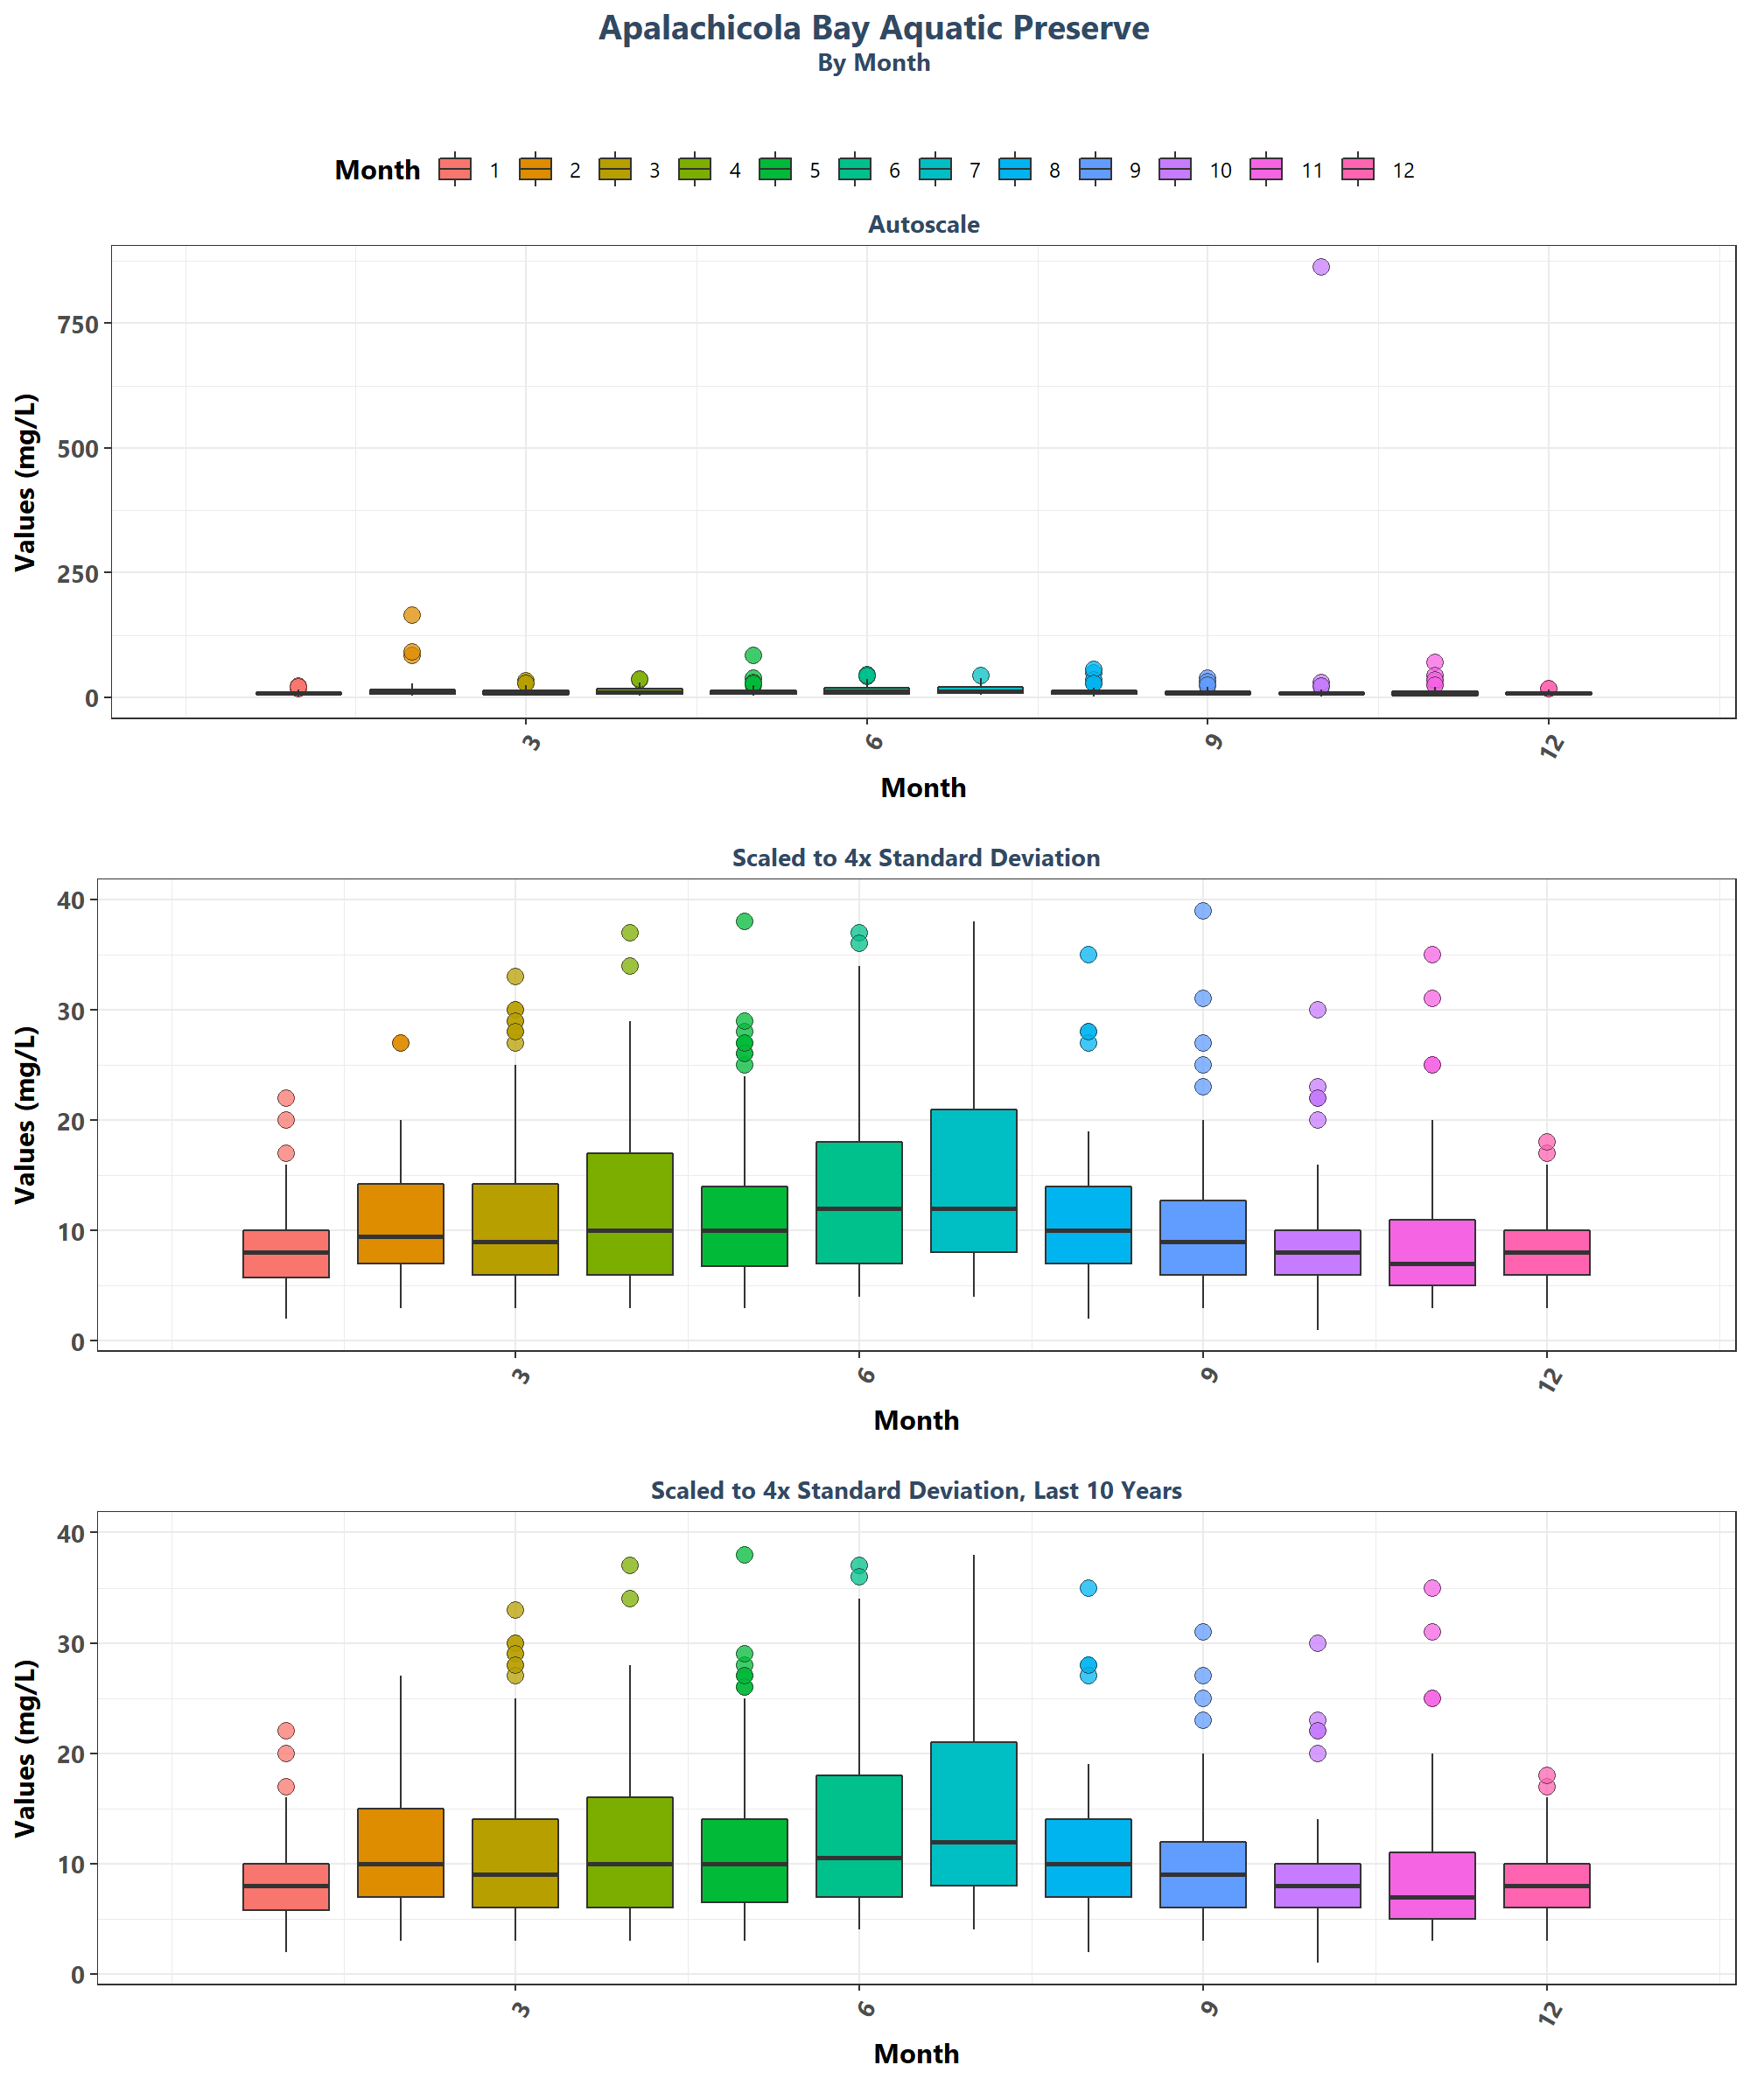 Apalachicola Bay Aquatic Preserve
By Month
Month 1 2 3 4 5 6 7 8 9 10 11 12
Autoscale
Values (mg/L)
750
500
250
0
3 6 9 12
Month
Scaled to 4x Standard Deviation
Values (mg/L)
40
30
20
10
0
3 6 9 12
Month
Scaled to 4x Standard Deviation, Last 10 Years
Values (mg/L)
40
30
20
10
0
3 6 9 12
Month